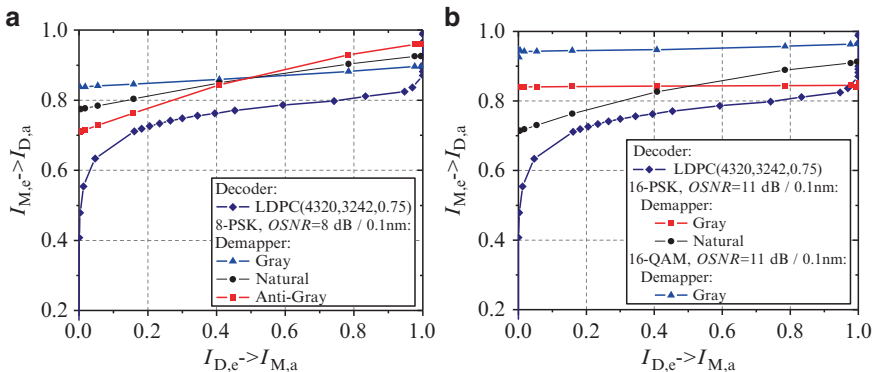 a
1.0
0.8
0.6
0.4
0.2
I_M,e->I_D,a
0.0 0.2 0.4 0.6 0.8 1.0
I_D,e->I_M,a
Decoder:
LDPC(4320,3242,0.75)
8-PSK, OSNR=8 dB / 0.1nm:
Demapper:
Gray
Natural
Anti-Gray
b
1.0
0.8
0.6
0.4
0.2
I_M,e->I_D,a
0.0 0.2 0.4 0.6 0.8 1.0
I_D,e->I_M,a
Decoder:
LDPC(4320,3242,0.75)
16-PSK, OSNR=11 dB / 0.1nm:
Demapper:
Gray
Natural
16-QAM, OSNR=11 dB / 0.1nm:
Demapper:
Gray